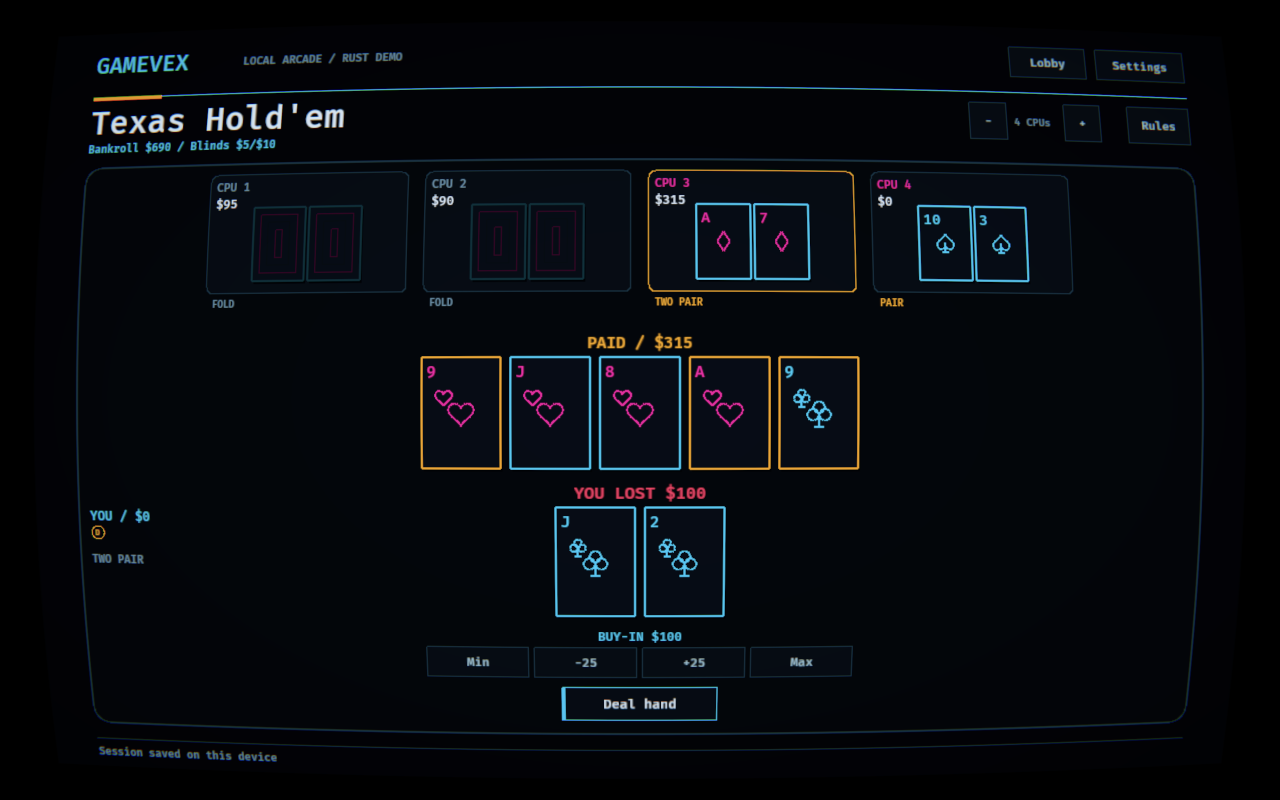 GAMEVEX
LOCAL ARCADE / RUST DEMO
Lobby
Settings
Texas Hold'em
Bankroll $690 / Blinds $5/$10
-
4 CPUs
+
Rules
CPU 1
$95
FOLD
CPU 2
$90
FOLD
CPU 3
$315
A
7
TWO PAIR
CPU 4
$0
10
3
PAIR
PAID / $315
9
J
8
A
9
YOU LOST $100
YOU / $0
D
TWO PAIR
J
2
BUY-IN $100
Min
-25
+25
Max
Deal hand
Session saved on this device